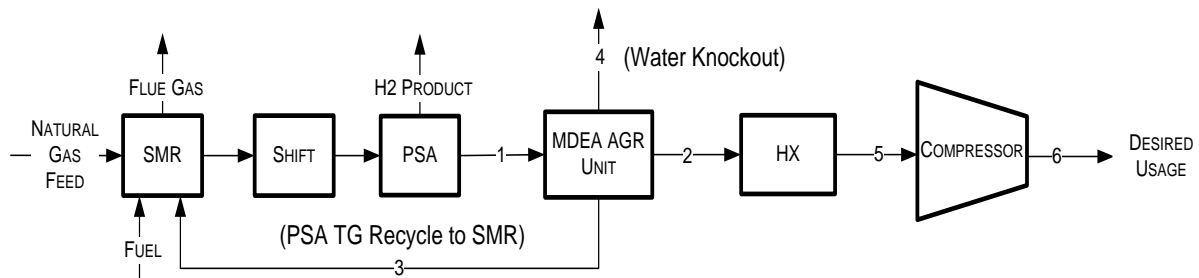 4 (Water Knockout)
FLUE GAS
H2 PRODUCT
NATURAL
GAS
FEED
SMR
SHIFT
PSA
1
MDEA AGR
UNIT
2
HX
5
COMPRESSOR
6
DESIRED
USAGE
(PSA TG Recycle to SMR)
FUEL
3